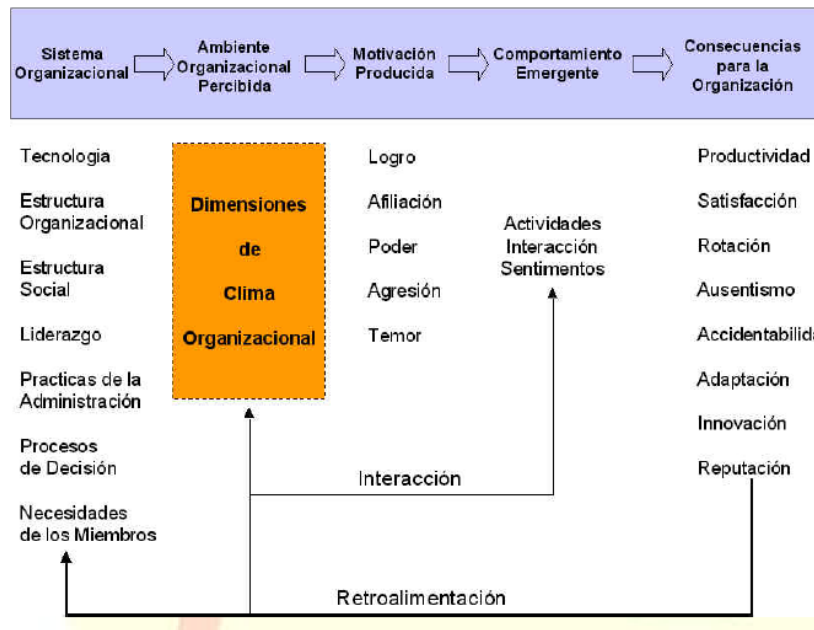 Sistema
Organizacional
Ambiente
Organizacional
Percibida
Motivación
Producida
Comportamiento
Emergente
Consecuencias
para la
Organización
Tecnologia
Estructura
Organizacional
Estructura
Social
Liderazgo
Practicas de la
Administración
Procesos
de Decisión
Necesidades
de los Miembros
Dimensiones
de
Clima
Organizacional
Logro
Afiliación
Poder
Agresión
Temor
Actividades
Interacción
Sentimentos
Productividad
Satisfacción
Rotación
Ausentismo
Accidentabilida
Adaptación
Innovación
Reputación
Interacción
Retroalimentación